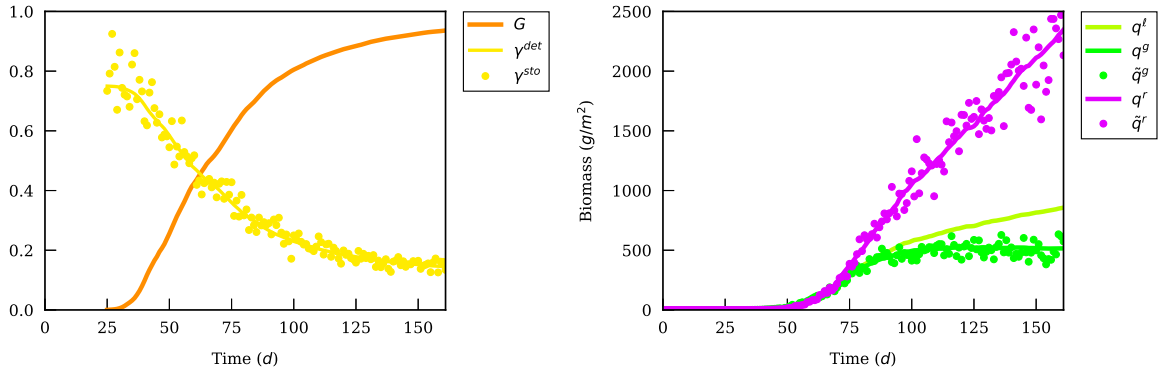 1.0
0.8
0.6
0.4
0.2
0.0
0 25 50 75 100 125 150
Time (d)
G
γ^det
γ^sto
2500
2000
1500
1000
500
0
Biomass (g/m²)
0 25 50 75 100 125 150
Time (d)
q^ℓ
q^g
q̃^g
q^r
q̃^r